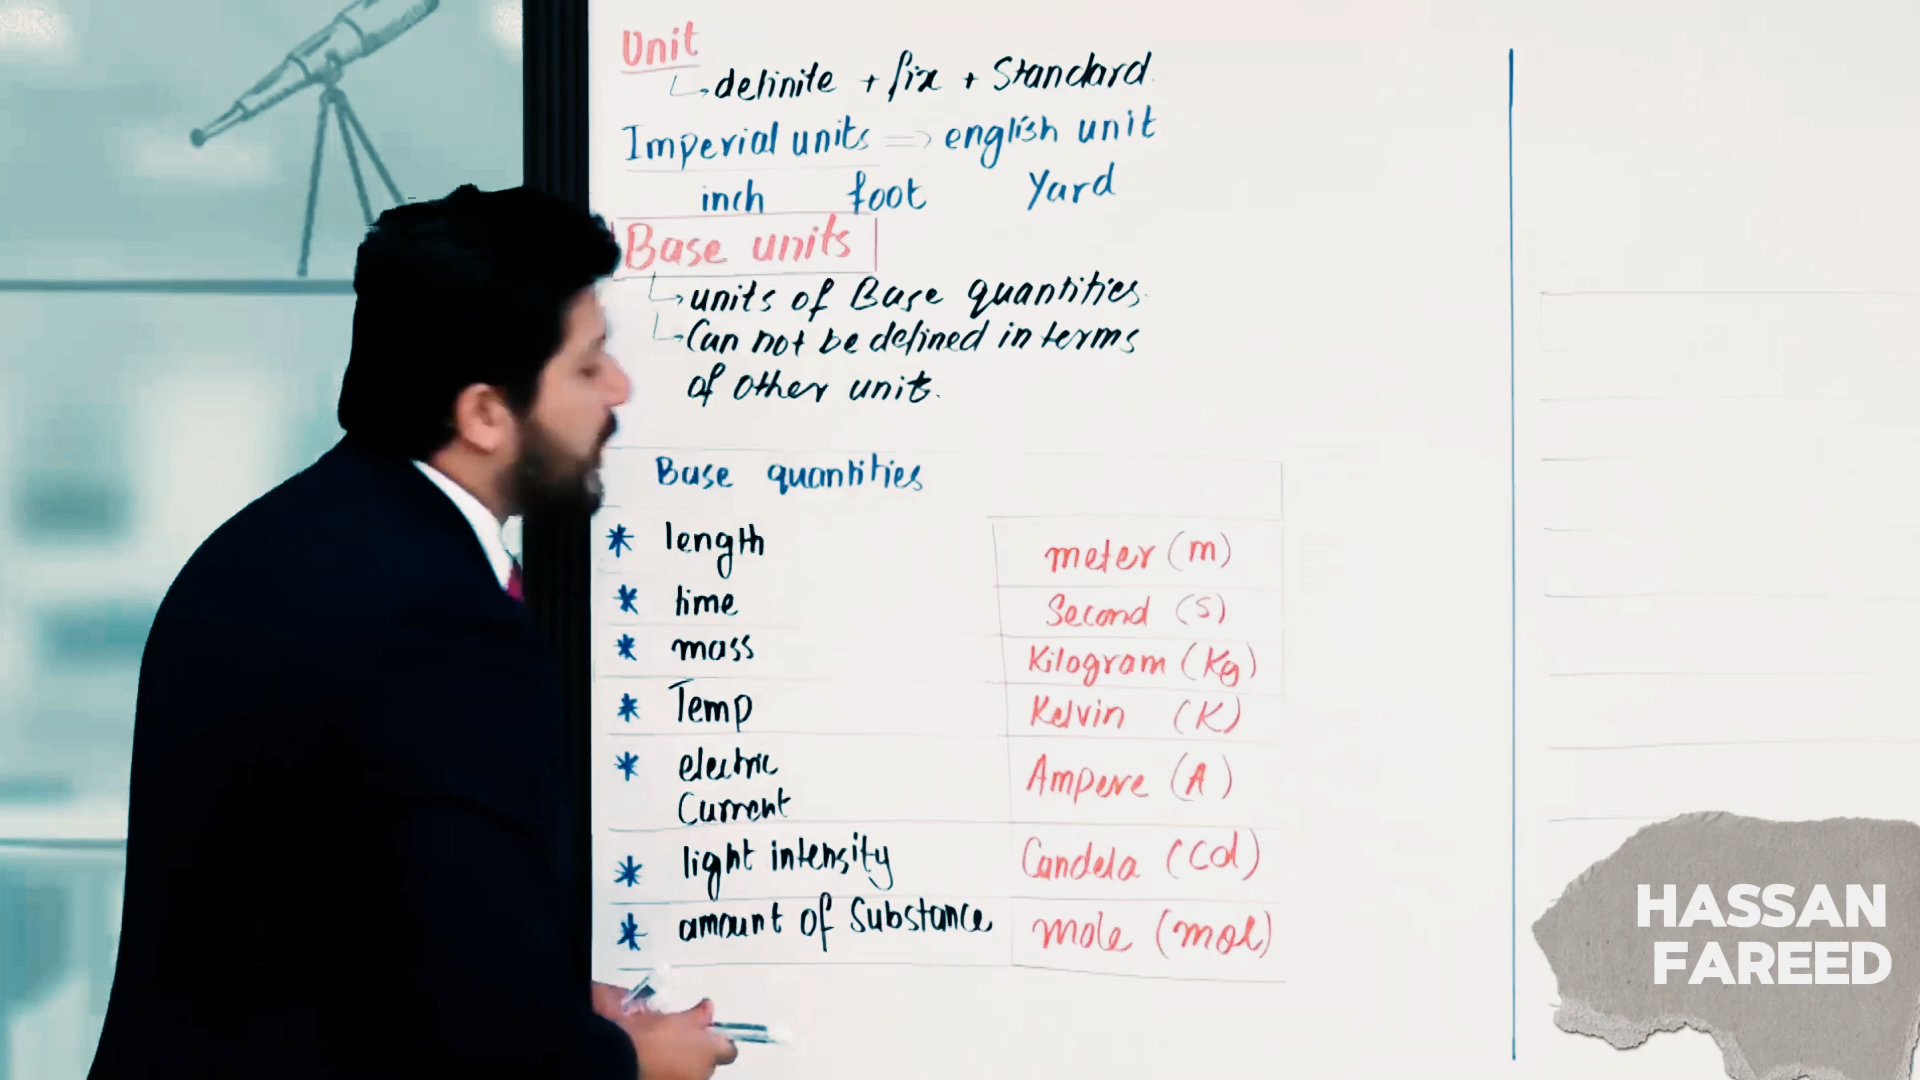 Unit
definite + fix + Standard
Imperial units => english unit
inch foot Yard
Base units
units of Base quantities
Can not be defined in terms
of other unit.
Base quantities
* length meter (m)
* time Second (s)
* mass Kilogram (Kg)
* Temp Kelvin (K)
* electric
Current Ampere (A)
* light intensity Candela (Cd)
* amount of Substance mole (mol)
HASSAN
FAREED